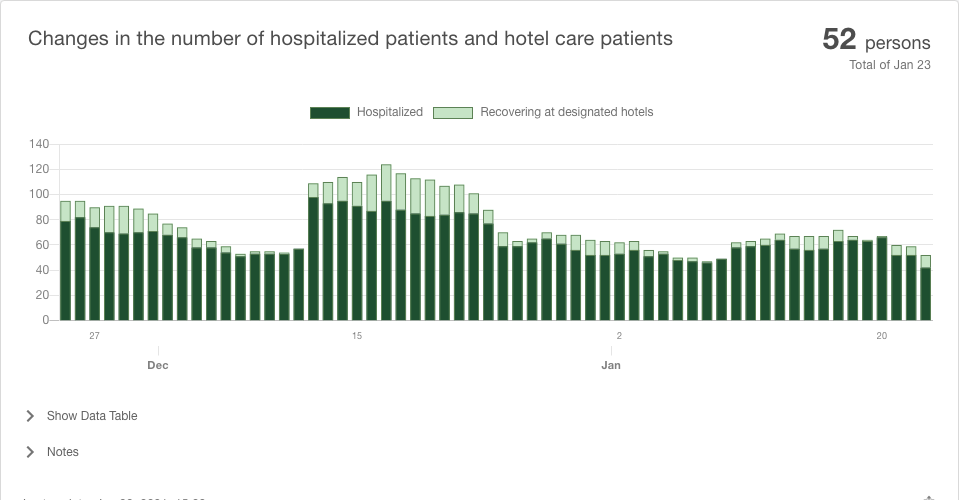 Changes in the number of hospitalized patients and hotel care patients
52 persons
Total of Jan 23
Hospitalized Recovering at designated hotels
140
120
100
80
60
40
20
0
27 15 2 20
Dec Jan
Show Data Table
Notes